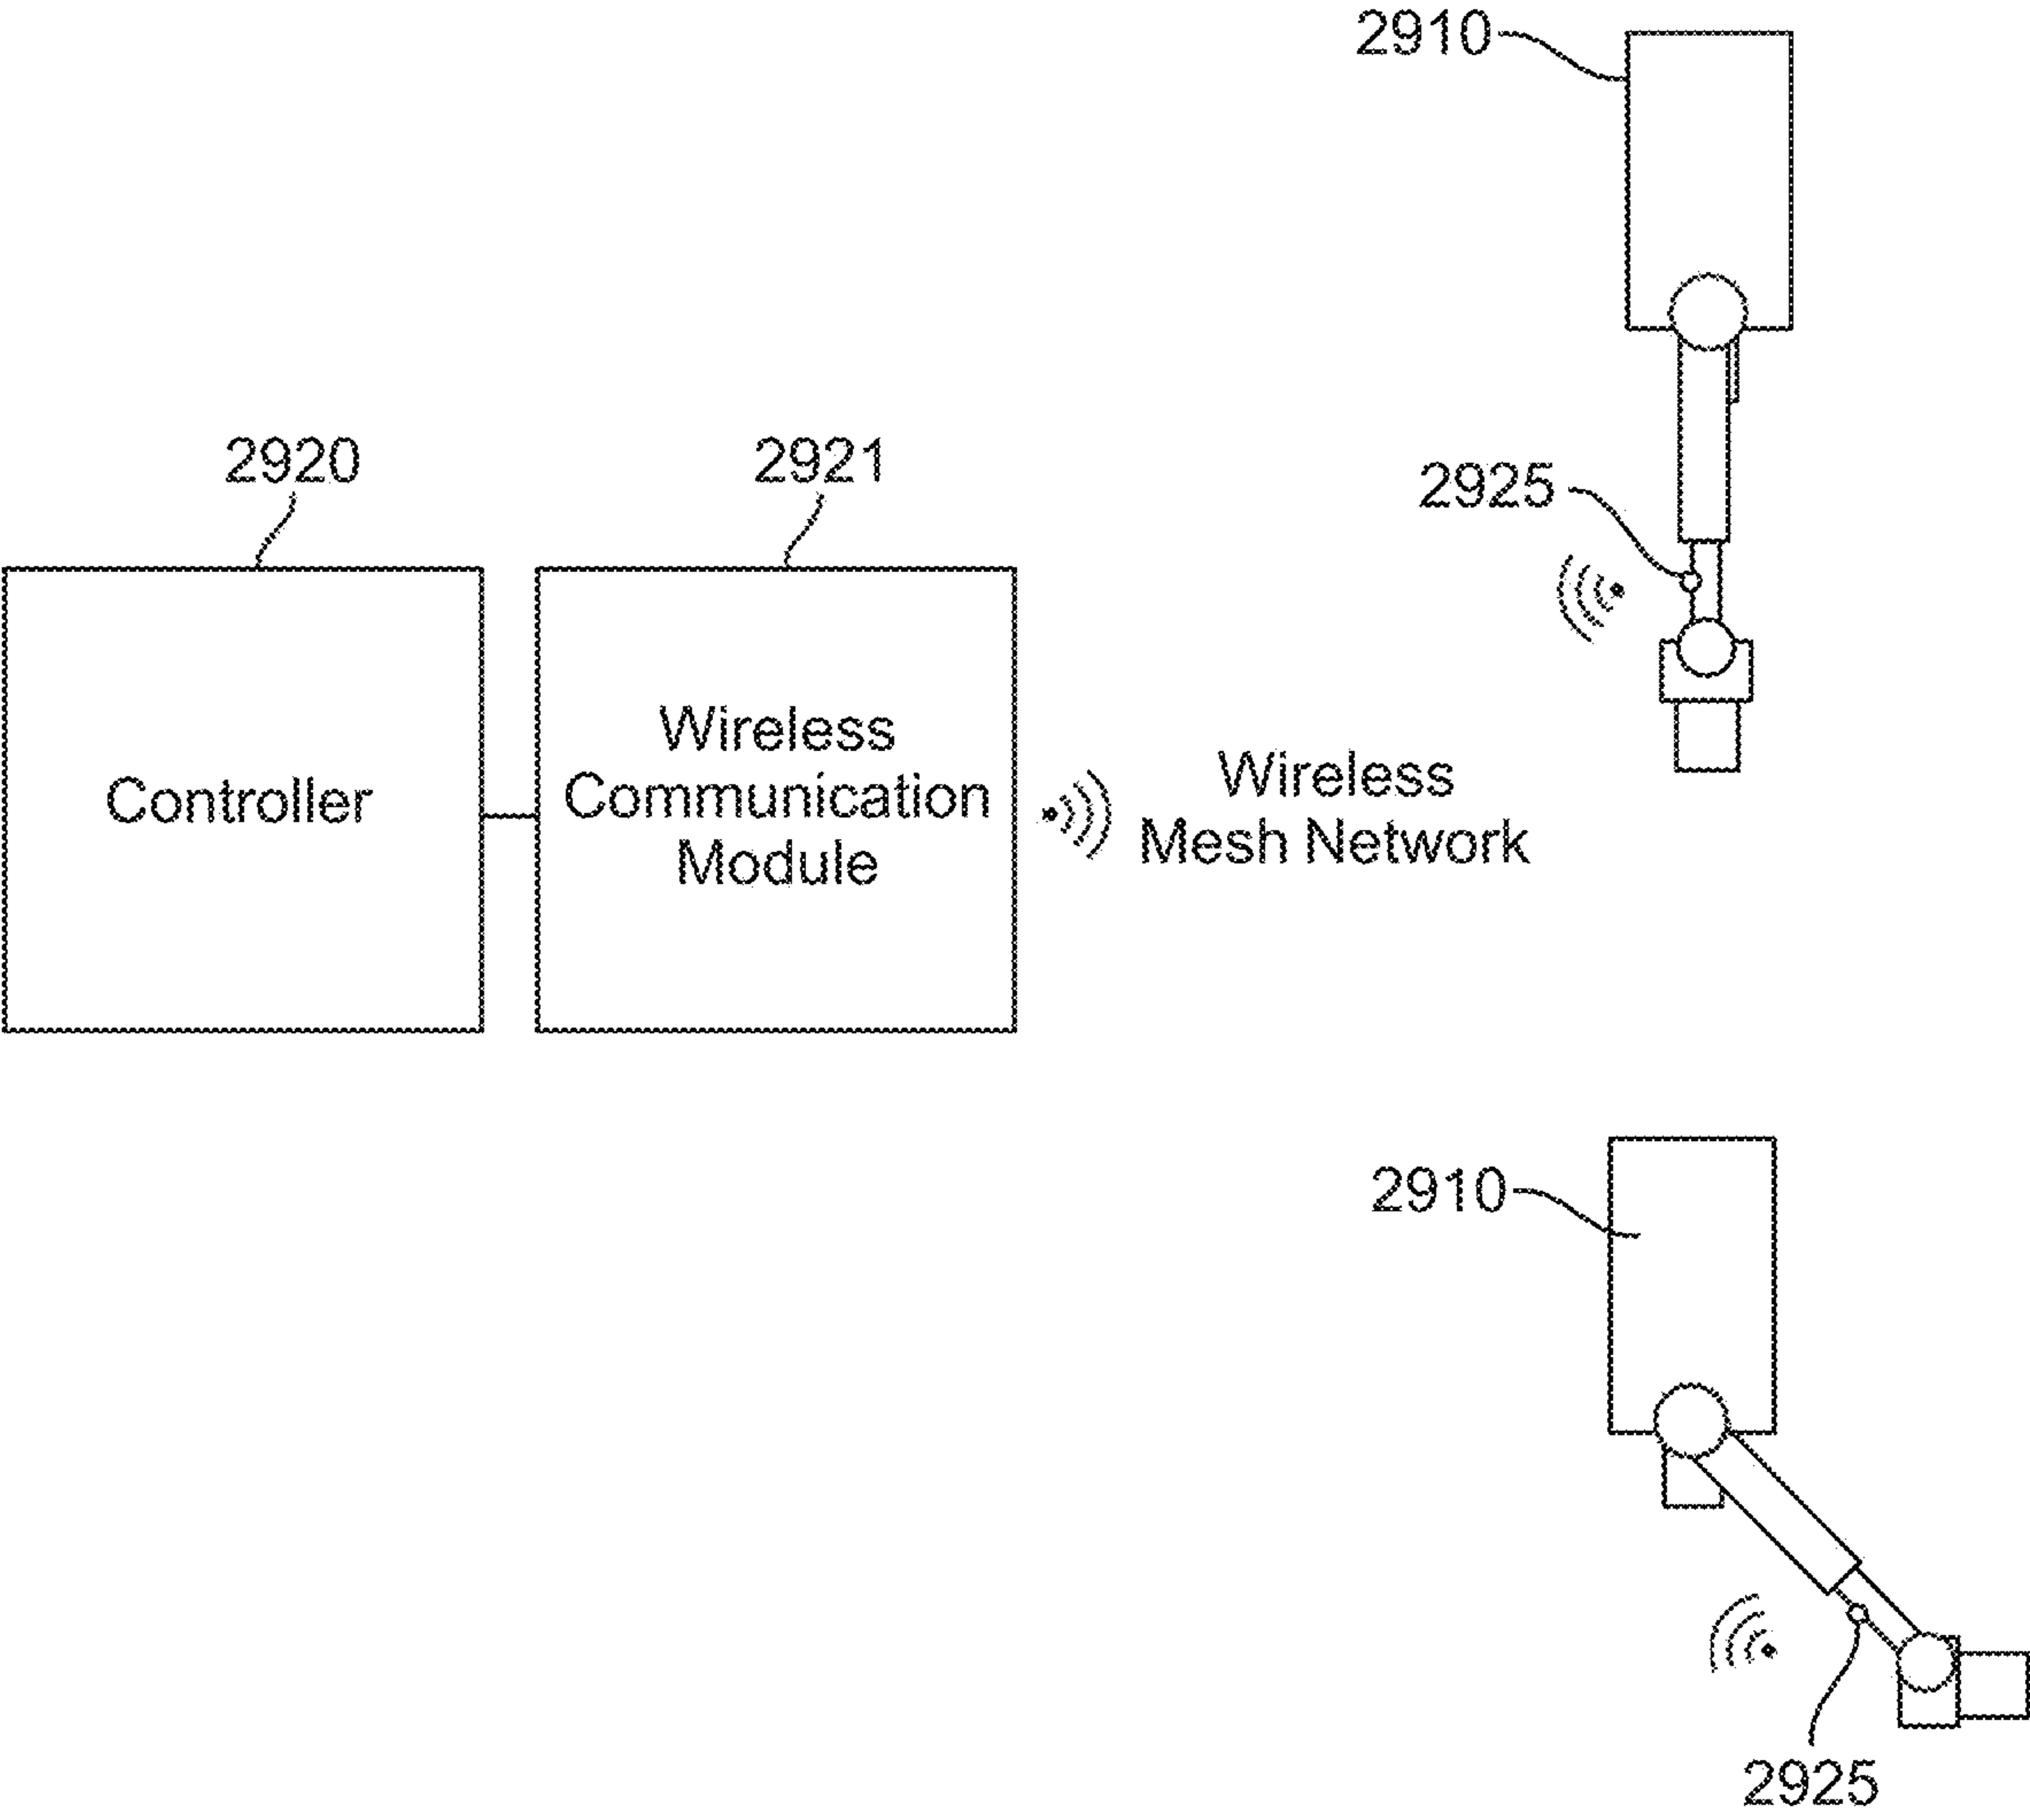 2910
2920
2921
2925
Controller
Wireless
Communication
Module
Wireless
Mesh Network
2910
2925